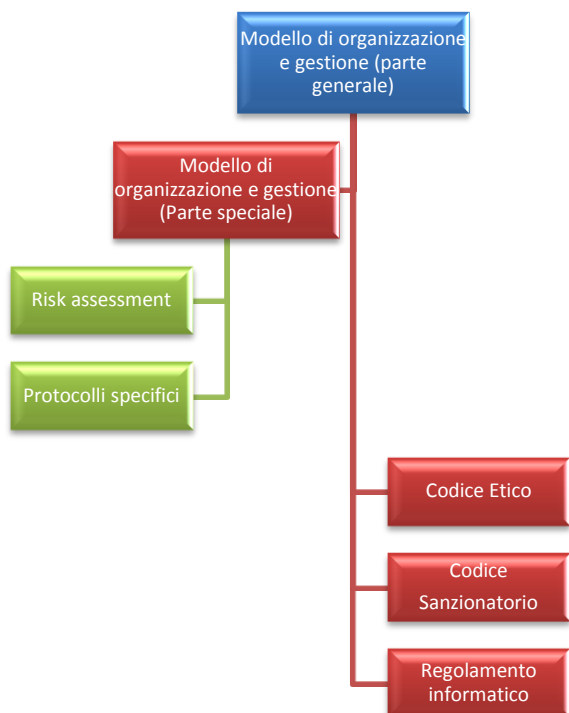 Modello di organizzazione
e gestione (parte
generale)
Modello di
organizzazione e gestione
(Parte speciale)
Risk assessment
Protocolli specifici
Codice Etico
Codice
Sanzionatorio
Regolamento
informatico